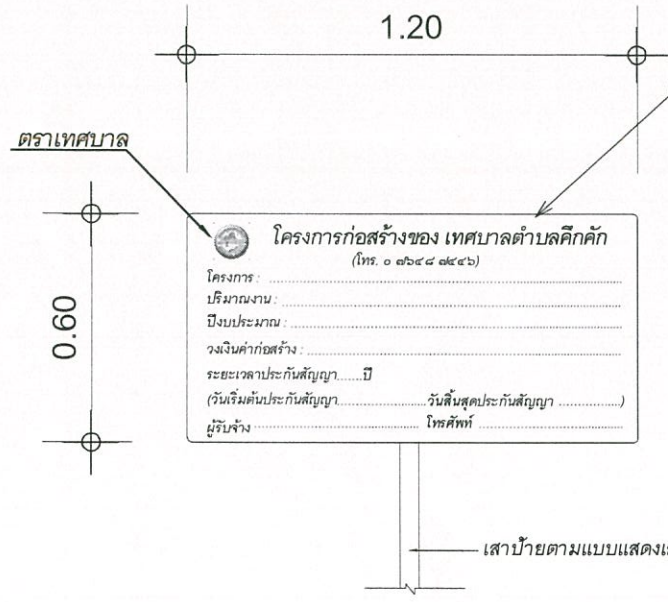 1.20
ตราเทศบาล
0.60
โครงการก่อสร้างของ เทศบาลตำบลคึกคัก
(โทร. ๐ ๗๖๔๘ ๗๔๔๖)
โครงการ :
ปริมาณงาน :
ปีงบประมาณ :
วงเงินค่าก่อสร้าง :
ระยะเวลาประกันสัญญา.......ปี
(วันเริ่มต้นประกันสัญญา....................วันสิ้นสุดประกันสัญญา ...............)
ผู้รับจ้าง ........................................ โทรศัพท์ ...................................
เสาป้ายตามแบบแสดง